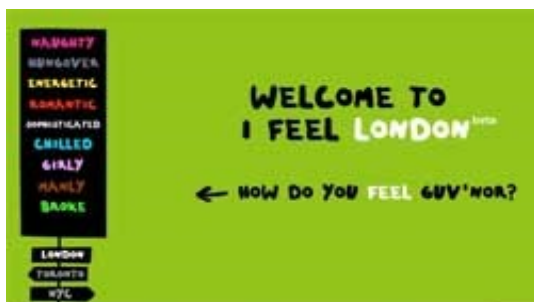 NAUGHTY
HUNGOVER
ENERGETIC
ROMANTIC
SOPHISTICATED
CHILLED
GIRLY
MANLY
BROKE
LONDON
TORONTO
NYC
WELCOME TO
I FEEL LONDON beta
← HOW DO YOU FEEL GUV'NOR?